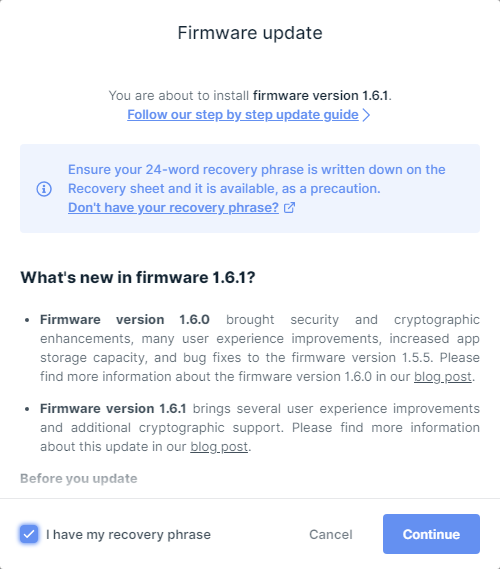 Firmware update
You are about to install firmware version 1.6.1.
Follow our step by step update guide
Ensure your 24-word recovery phrase is written down on the
Recovery sheet and it is available, as a precaution.
Don't have your recovery phrase?
What's new in firmware 1.6.1?
• Firmware version 1.6.0 brought security and cryptographic
enhancements, many user experience improvements, increased app
storage capacity, and bug fixes to the firmware version 1.5.5. Please
find more information about the firmware version 1.6.0 in our blog post.
• Firmware version 1.6.1 brings several user experience improvements
and additional cryptographic support. Please find more information
about this update in our blog post.
Before you update
I have my recovery phrase
Cancel
Continue